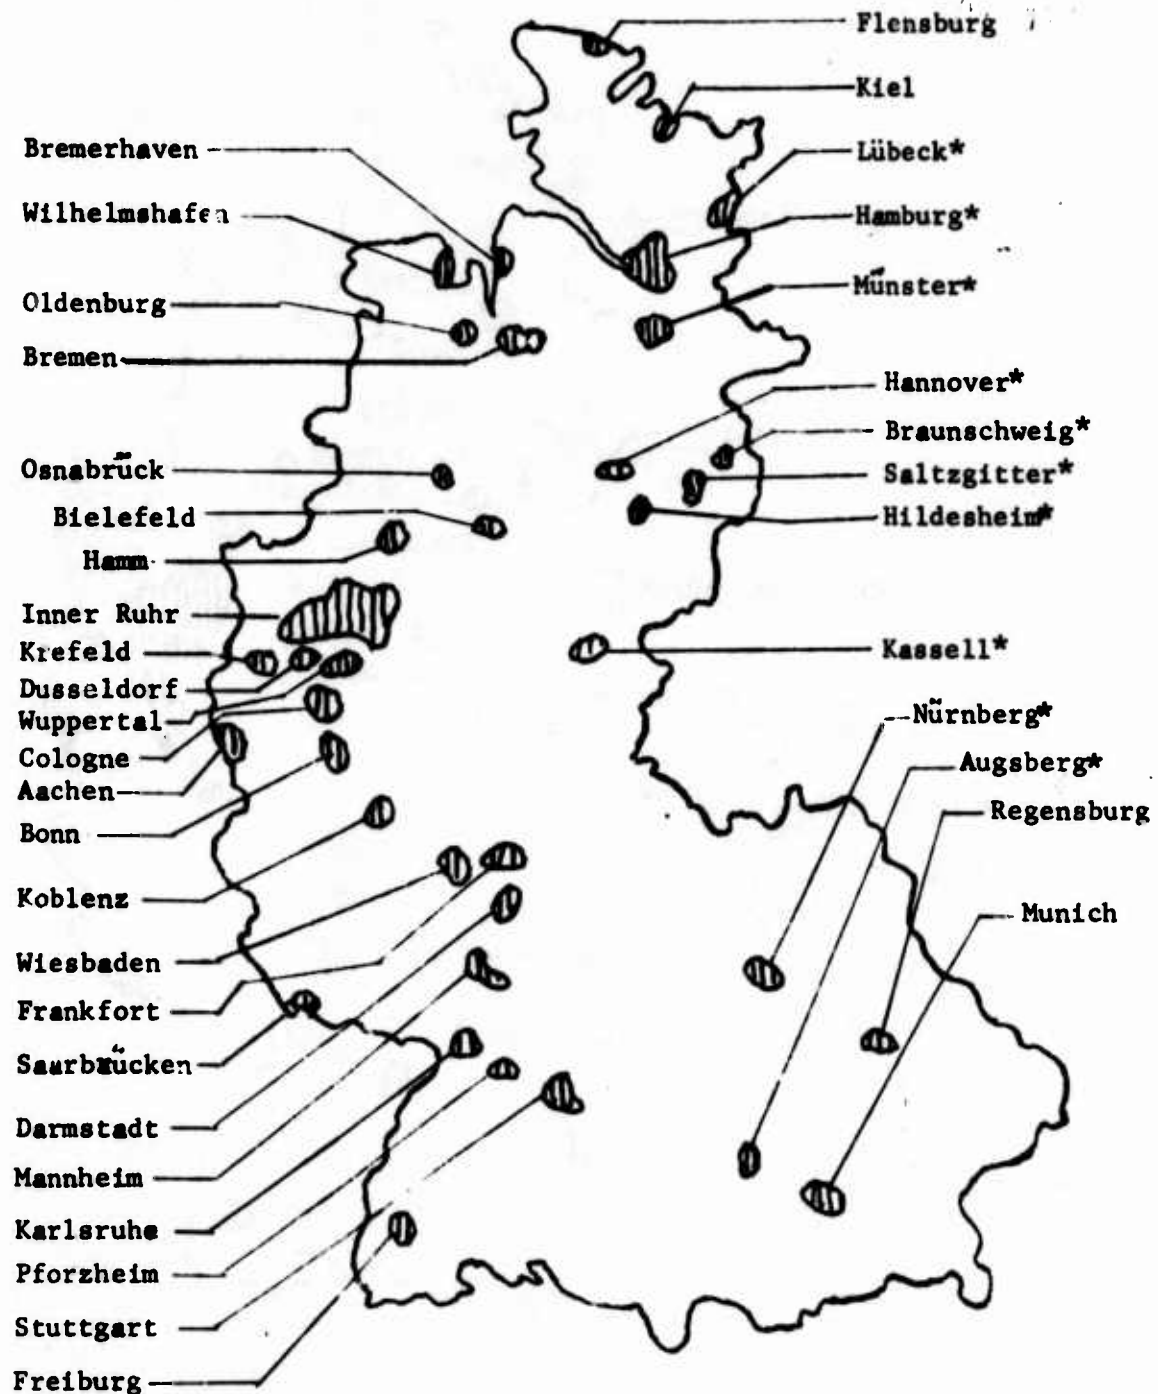 Flensburg
Kiel
Lübeck*
Hamburg*
Münster*
Hannover*
Braunschweig*
Saltzgitter*
Hildesheim*
Kassell*
Nürnberg*
Augsberg*
Regensburg
Munich
Bremerhaven
Wilhelmshafen
Oldenburg
Bremen
Osnabrück
Bielefeld
Hamm
Inner Ruhr
Krefeld
Dusseldorf
Wuppertal
Cologne
Aachen
Bonn
Koblenz
Wiesbaden
Frankfort
Saarbrücken
Darmstadt
Mannheim
Karlsruhe
Pforzheim
Stuttgart
Freiburg